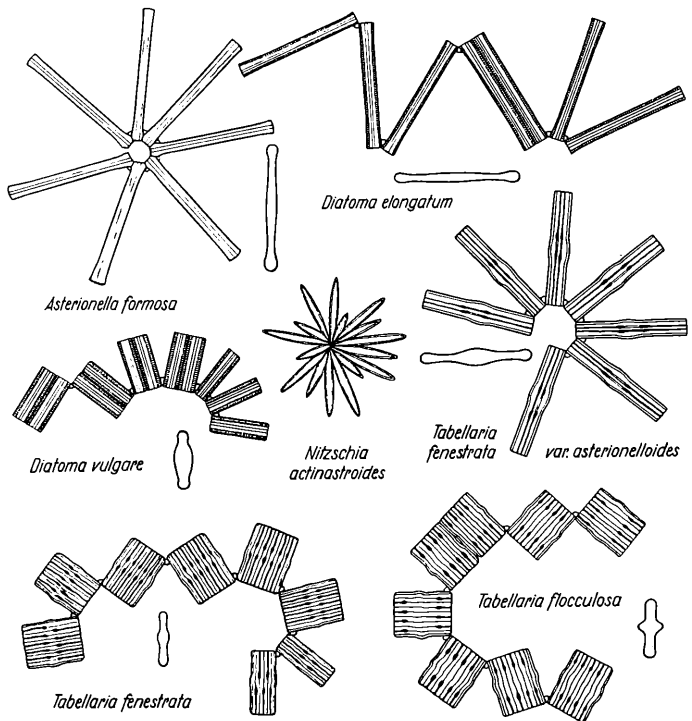 Diatoma elongatum
Asterionella formosa
Diatoma vulgare
Nitzschia
actinastroides
Tabellaria
fenestrata var. asterionelloides
Tabellaria flocculosa
Tabellaria fenestrata